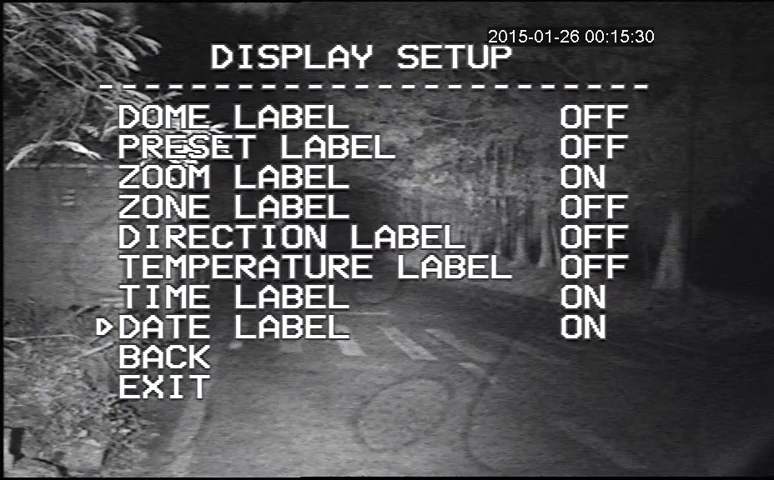 2015-01-26 00:15:30
DISPLAY SETUP
-------------------------
DOME LABEL OFF
PRESET LABEL OFF
ZOOM LABEL ON
ZONE LABEL OFF
DIRECTION LABEL OFF
TEMPERATURE LABEL OFF
TIME LABEL ON
DATE LABEL ON
BACK
EXIT